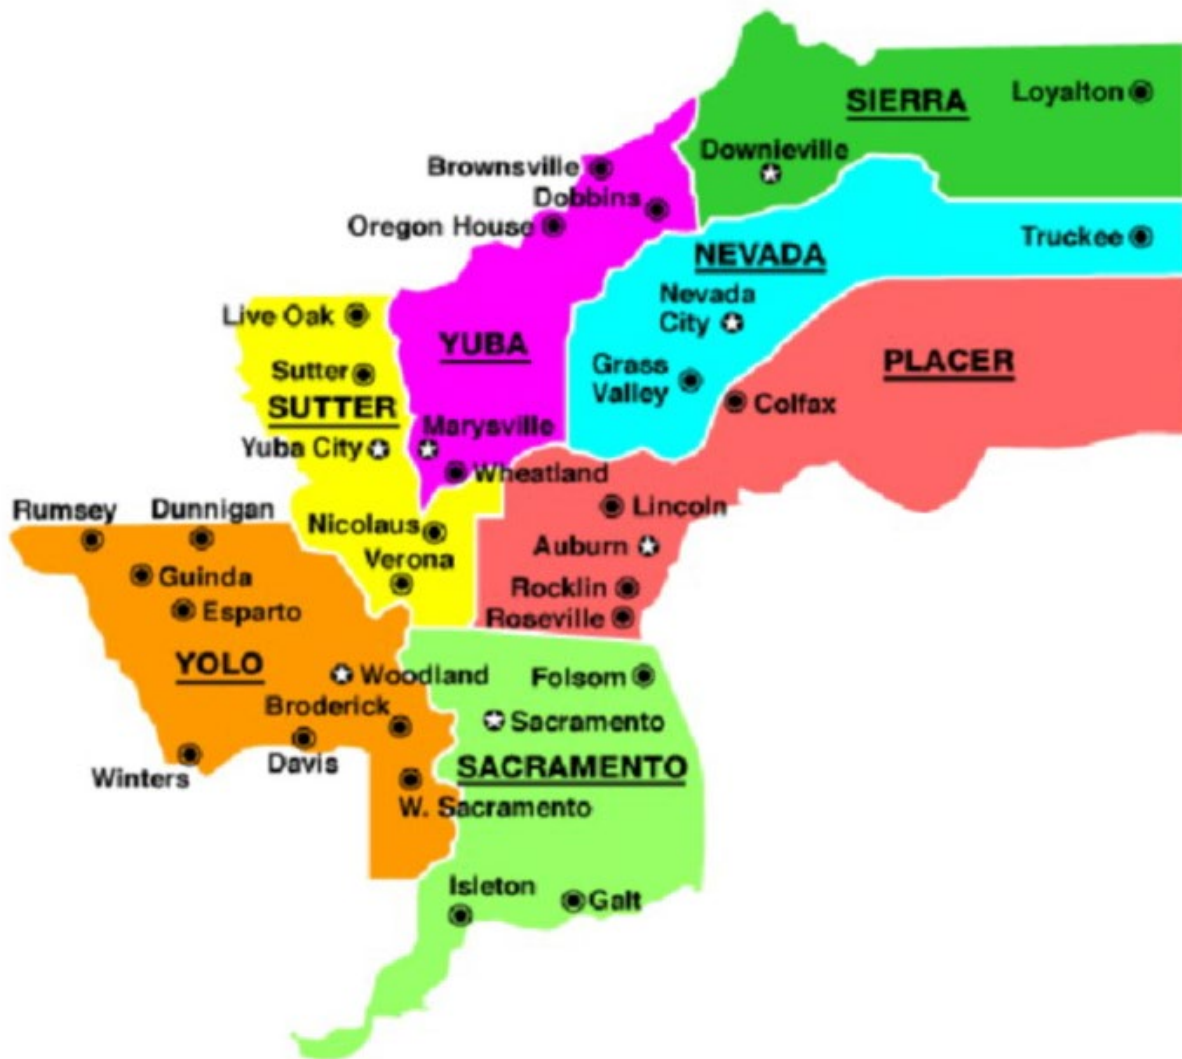 SIERRA
Loyalton
Downieville
Brownsville
Dobbins
Oregon House
NEVADA
Truckee
Nevada
City
Live Oak
YUBA
PLACER
Sutter
Grass
Valley
Colfax
SUTTER
Marysville
Yuba City
Wheatland
Rumsey
Dunnigan
Nicolaus
Lincoln
Verona
Auburn
Guinda
Rocklin
Esparto
Roseville
YOLO
Woodland
Folsom
Broderick
Sacramento
Winters
Davis
SACRAMENTO
W. Sacramento
Isleton
Galt